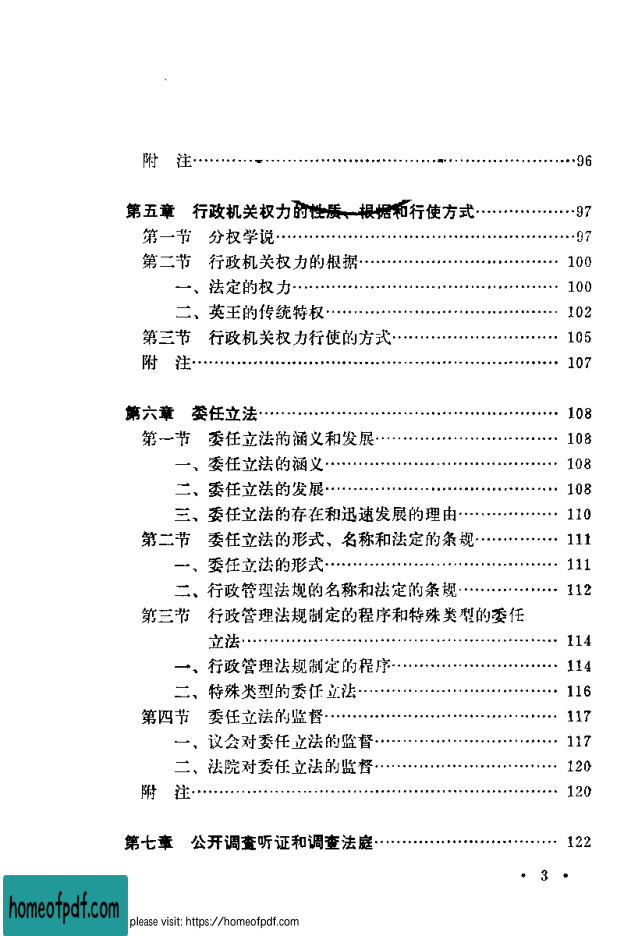 附　注……96
第五章　行政机关权力的性质、根据和行使方式……97
第一节　分权学说……97
第二节　行政机关权力的根据……100
一、法定的权力……100
二、英王的传统特权……102
第三节　行政机关权力行使的方式……105
附　注……107
第六章　委任立法……108
第一节　委任立法的涵义和发展……108
一、委任立法的涵义……108
二、委任立法的发展……108
三、委任立法的存在和迅速发展的理由……110
第二节　委任立法的形式、名称和法定的条规……111
一、委任立法的形式……111
二、行政管理法规的名称和法定的条规……112
第三节　行政管理法规制定的程序和特殊类型的委任
立法……114
一、行政管理法规制定的程序……114
二、特殊类型的委任立法……116
第四节　委任立法的监督……117
一、议会对委任立法的监督……117
二、法院对委任立法的监督……120
附　注……120
第七章　公开调查听证和调查法庭……122
• 3 •
homeofpdf.com
please visit: https://homeofpdf.com